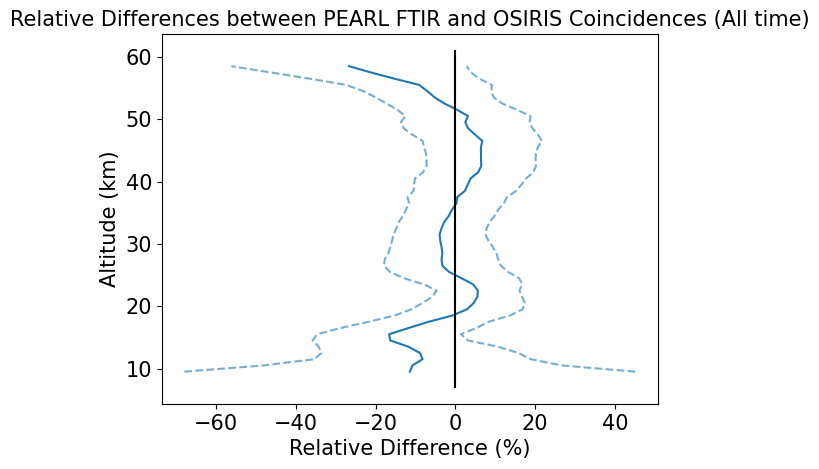 Relative Differences between PEARL FTIR and OSIRIS Coincidences (All time)
60
50
40
30
20
10
Altitude (km)
−60 −40 −20 0 20 40
Relative Difference (%)